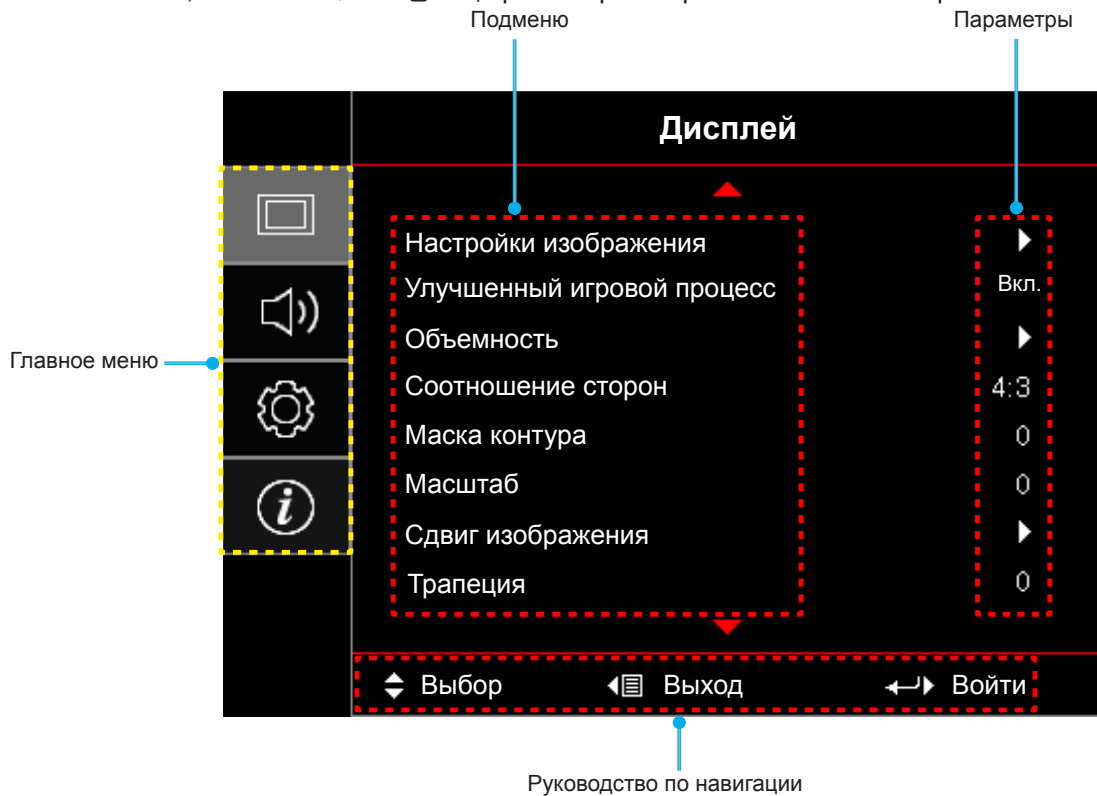 Подменю
Параметры
Дисплей
Настройки изображения
Улучшенный игровой процесс Вкл.
Объемность
Соотношение сторон 4:3
Маска контура 0
Масштаб 0
Сдвиг изображения
Трапеция 0
Главное меню
i
Выбор Выход Войти
Руководство по навигации